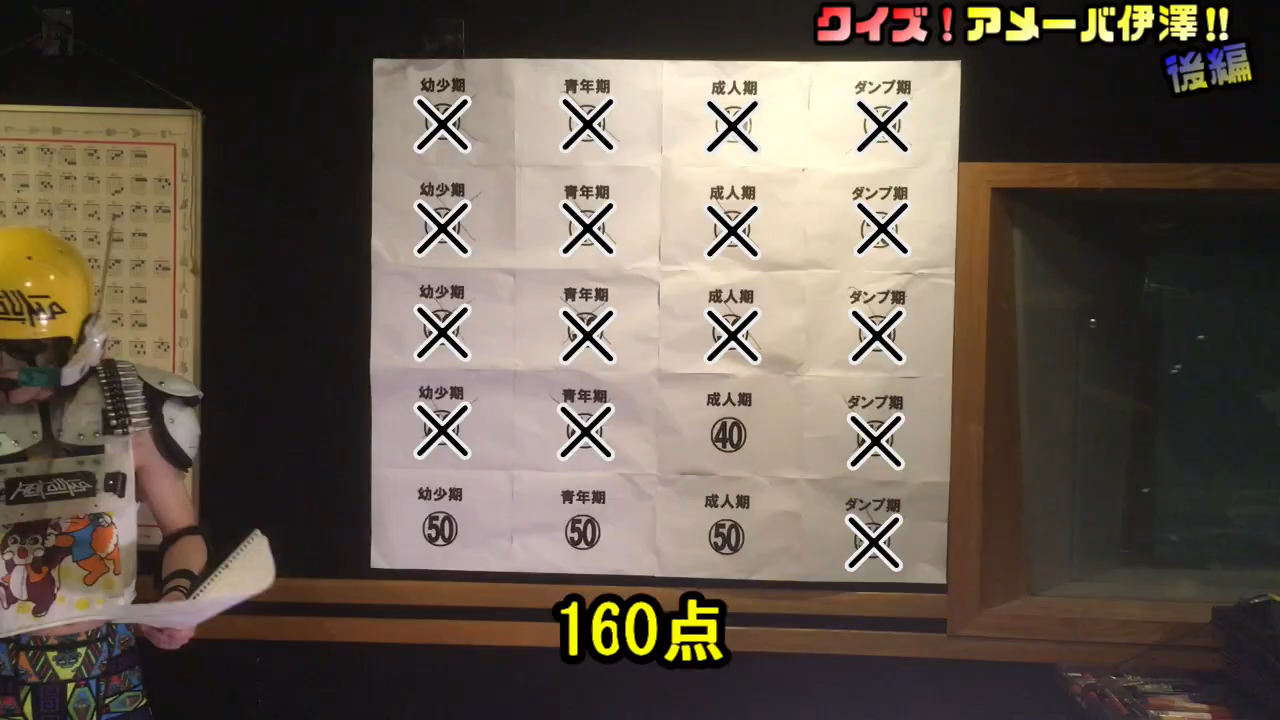 クイズ!アメーバ伊澤!!
後編
幼少期 青年期 成人期 ダンプ期
幼少期 青年期 成人期 ダンプ期
幼少期 青年期 成人期 ダンプ期
幼少期 青年期 成人期 ダンプ期
40
幼少期 青年期 成人期 ダンプ期
50 50 50
160点